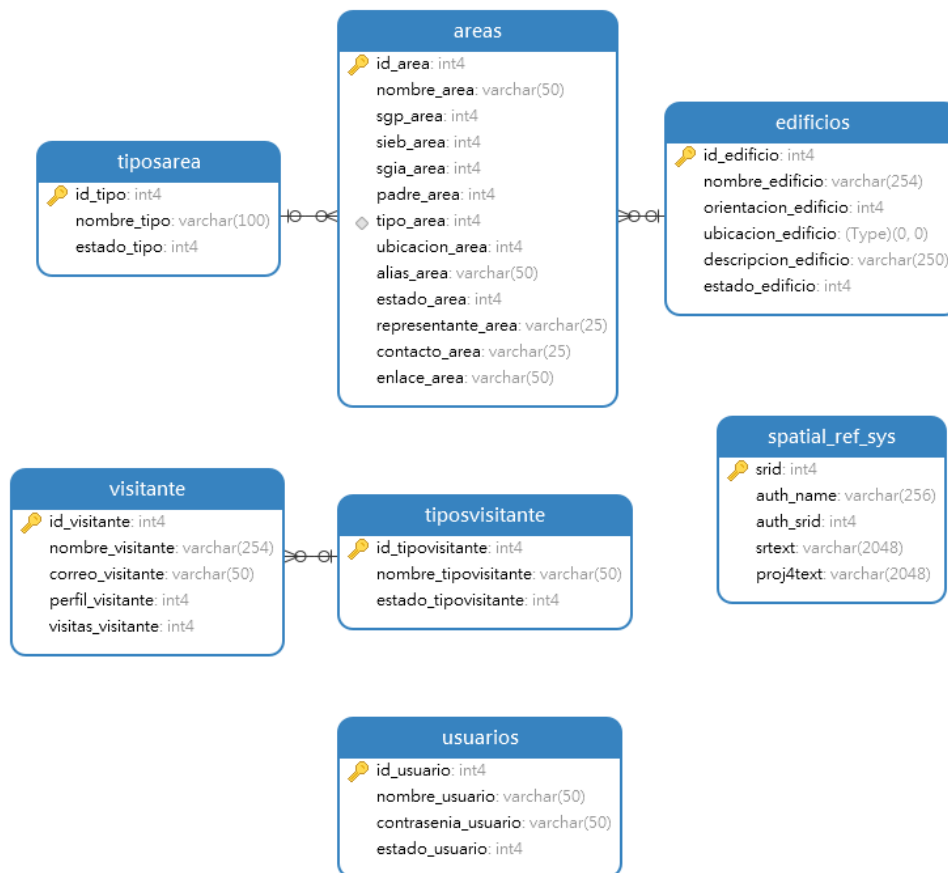 areas
id_area: int4
nombre_area: varchar(50)
sgp_area: int4
sieb_area: int4
sgia_area: int4
padre_area: int4
tipo_area: int4
ubicacion_area: int4
alias_area: varchar(50)
estado_area: int4
representante_area: varchar(25)
contacto_area: varchar(25)
enlace_area: varchar(50)
tiposarea
id_tipo: int4
nombre_tipo: varchar(100)
estado_tipo: int4
edificios
id_edificio: int4
nombre_edificio: varchar(254)
orientacion_edificio: int4
ubicacion_edificio: (Type)(0, 0)
descripcion_edificio: varchar(250)
estado_edificio: int4
spatial_ref_sys
srid: int4
auth_name: varchar(256)
auth_srid: int4
srtext: varchar(2048)
proj4text: varchar(2048)
visitante
id_visitante: int4
nombre_visitante: varchar(254)
correo_visitante: varchar(50)
perfil_visitante: int4
visitas_visitante: int4
tiposvisitante
id_tipovisitante: int4
nombre_tipovisitante: varchar(50)
estado_tipovisitante: int4
usuarios
id_usuario: int4
nombre_usuario: varchar(50)
contrasenia_usuario: varchar(50)
estado_usuario: int4